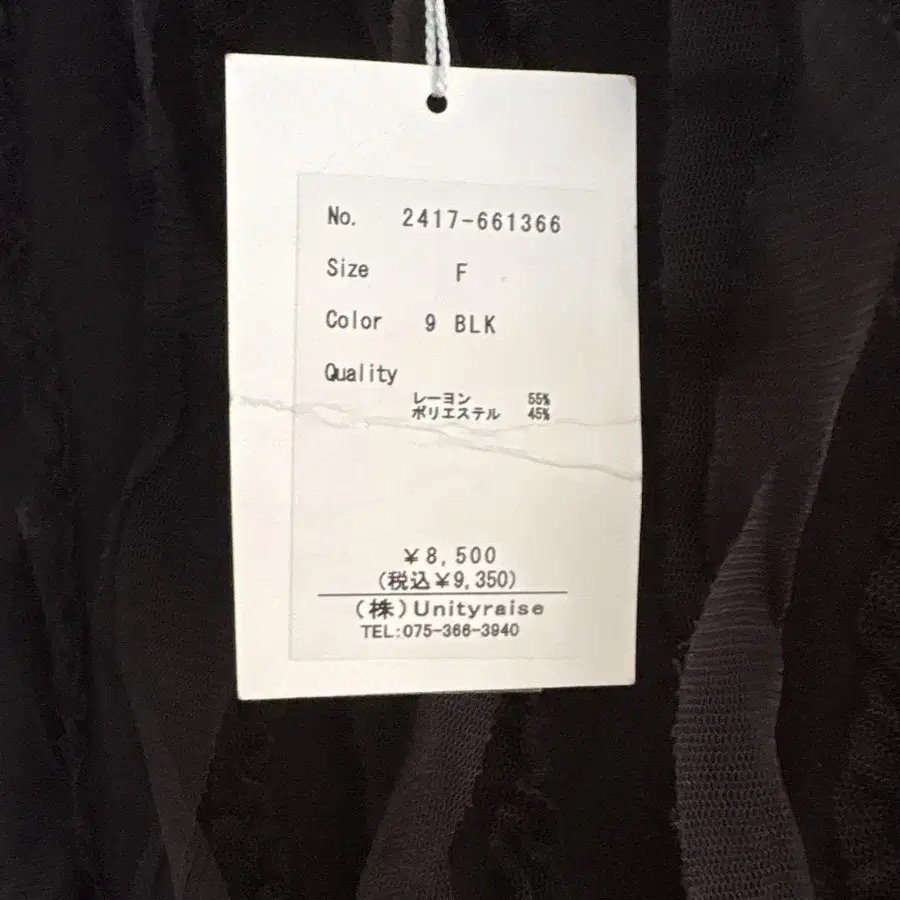 No. 2417-661366
Size F
Color 9 BLK
Quality
レーヨン 55%
ポリエステル 45%
¥8,500
(税込¥9,350)
(株)Unityraise
TEL:075-366-3940